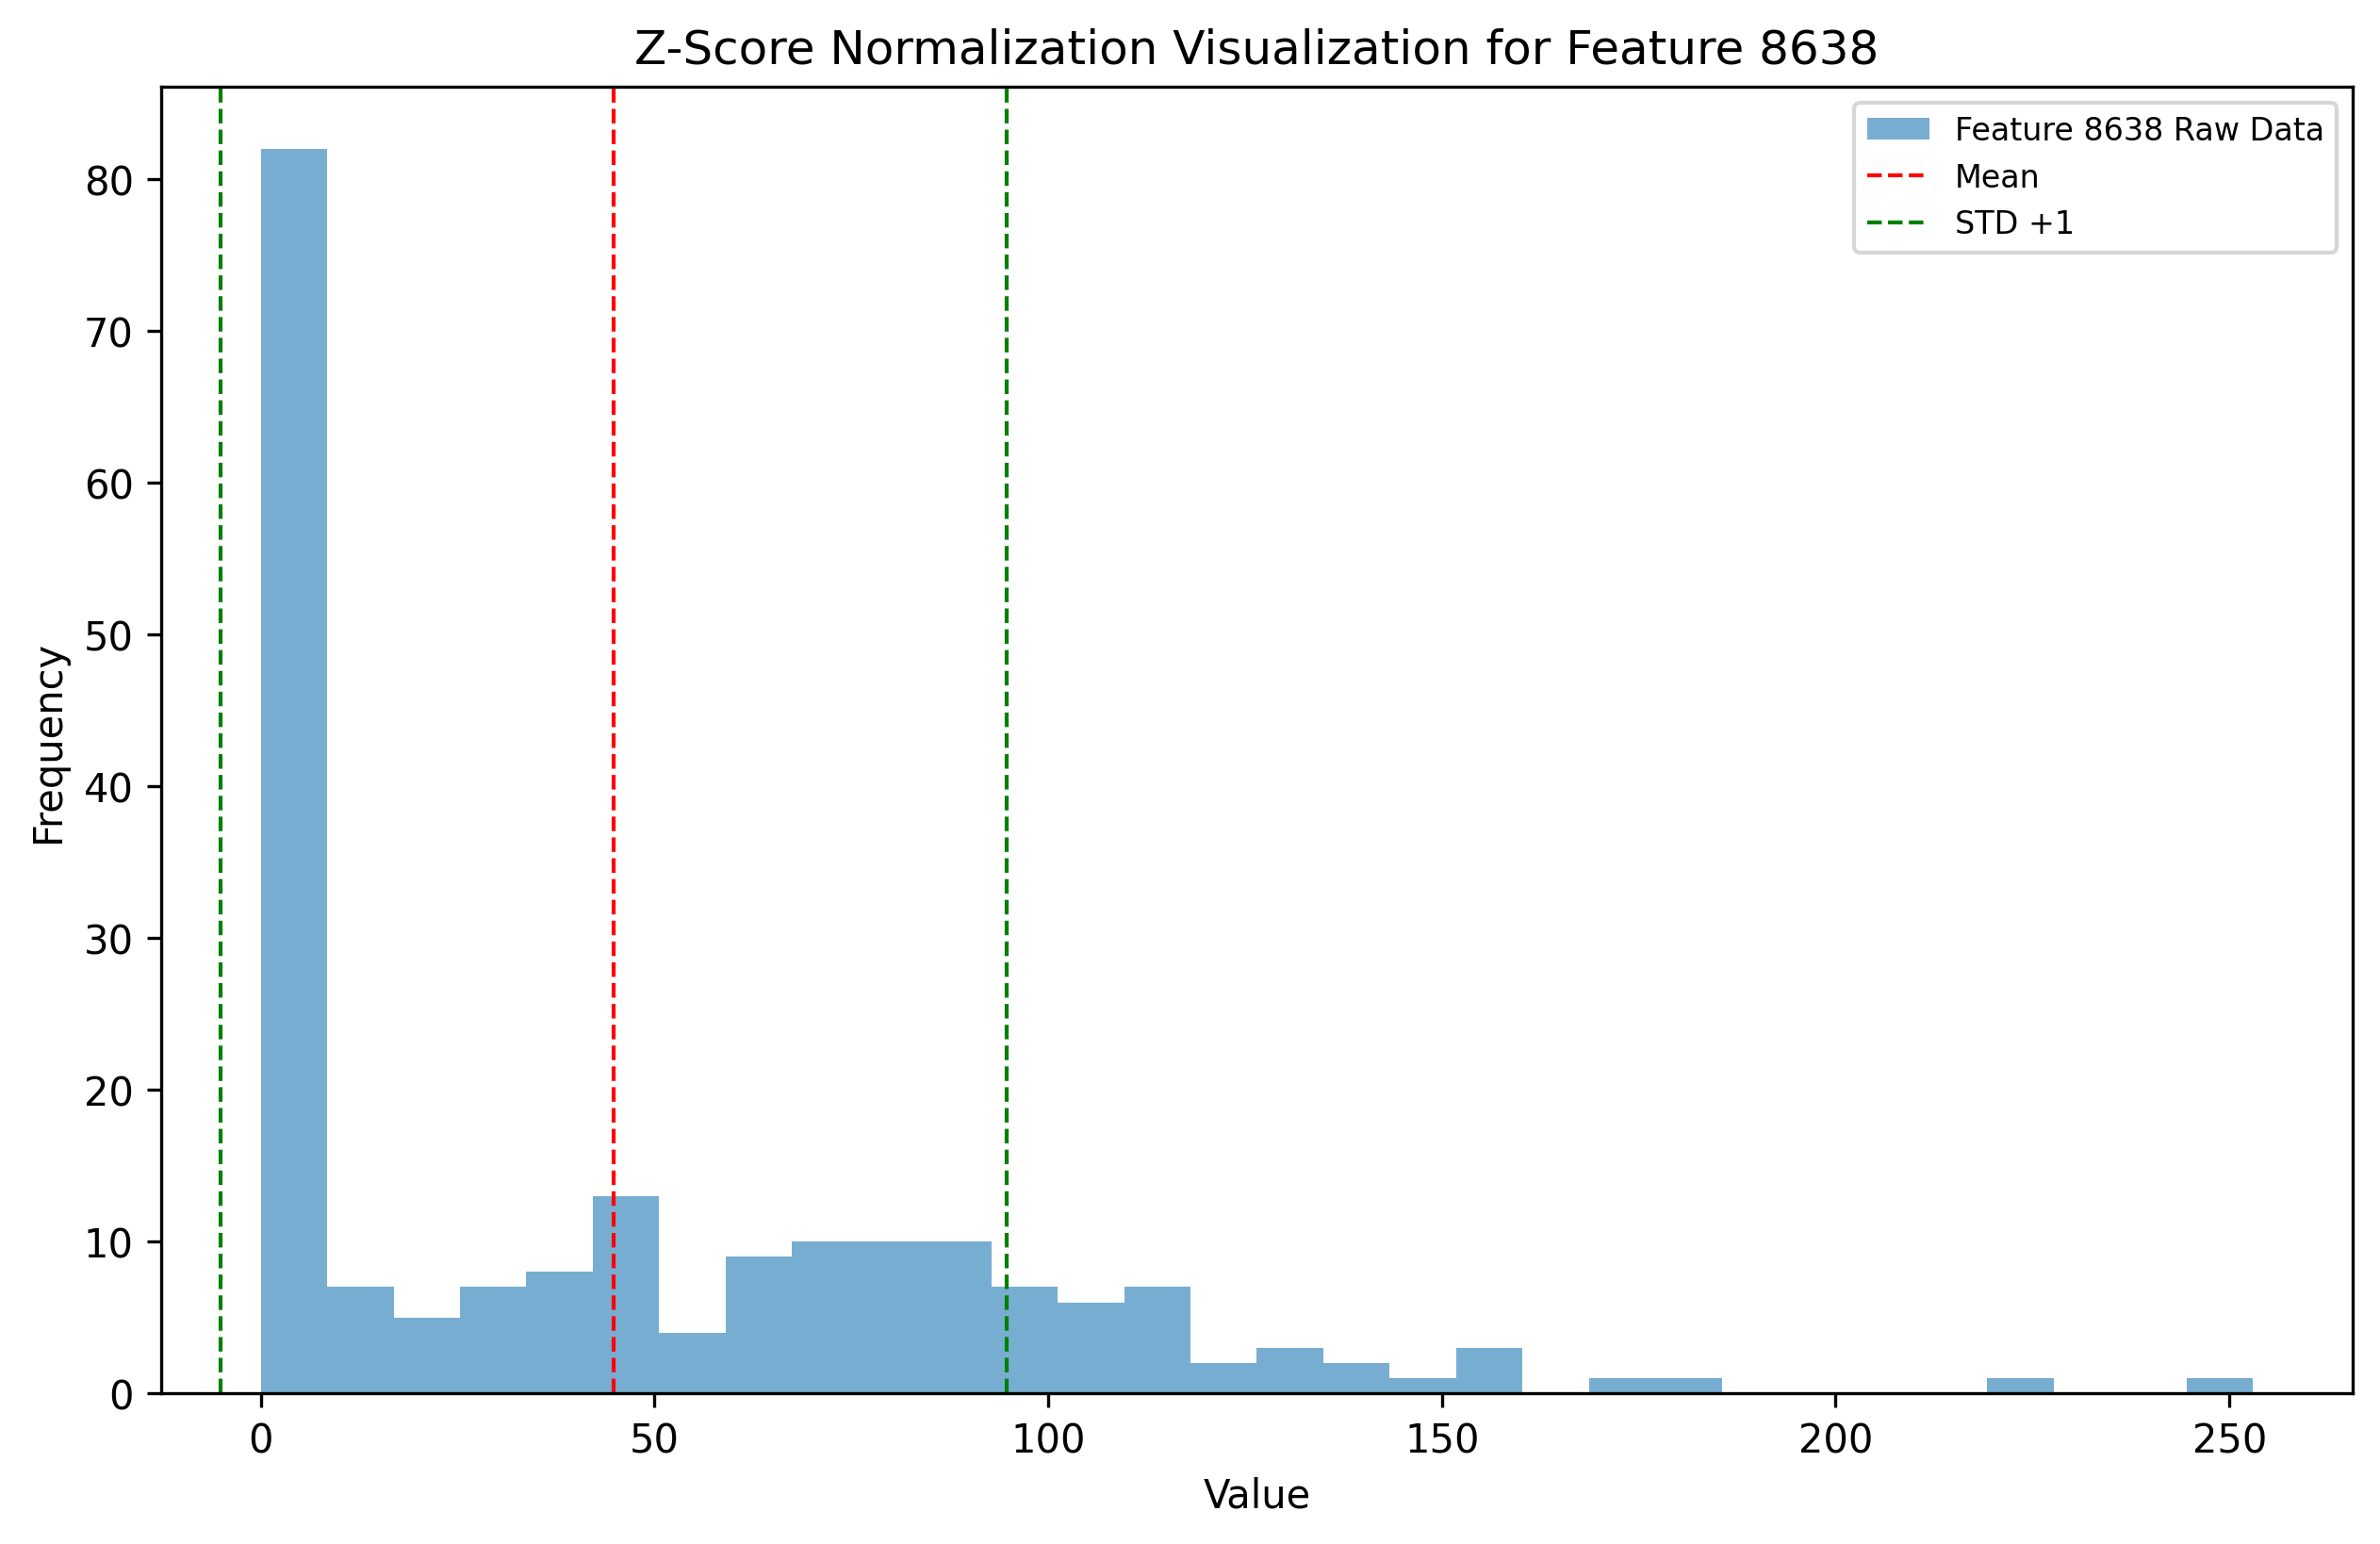 Z-Score Normalization Visualization for Feature 8638
Feature 8638 Raw Data
Mean
STD +1
80
70
60
50
40
30
20
10
0
Frequency
0 50 100 150 200 250
Value